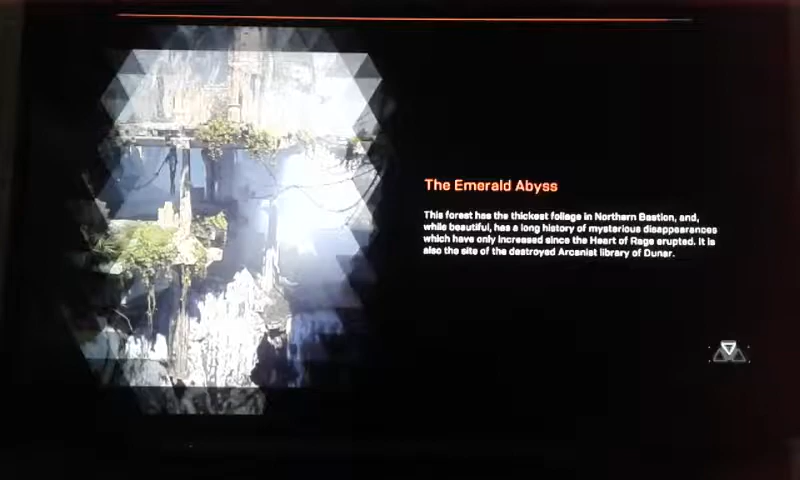 The Emerald Abyss
This forest has the thickest foliage in Northern Bastion, and,
while beautiful, has a long history of mysterious disappearances
which have only increased since the Heart of Rage erupted. It is
also the site of the destroyed Arcanist library of Dunar.